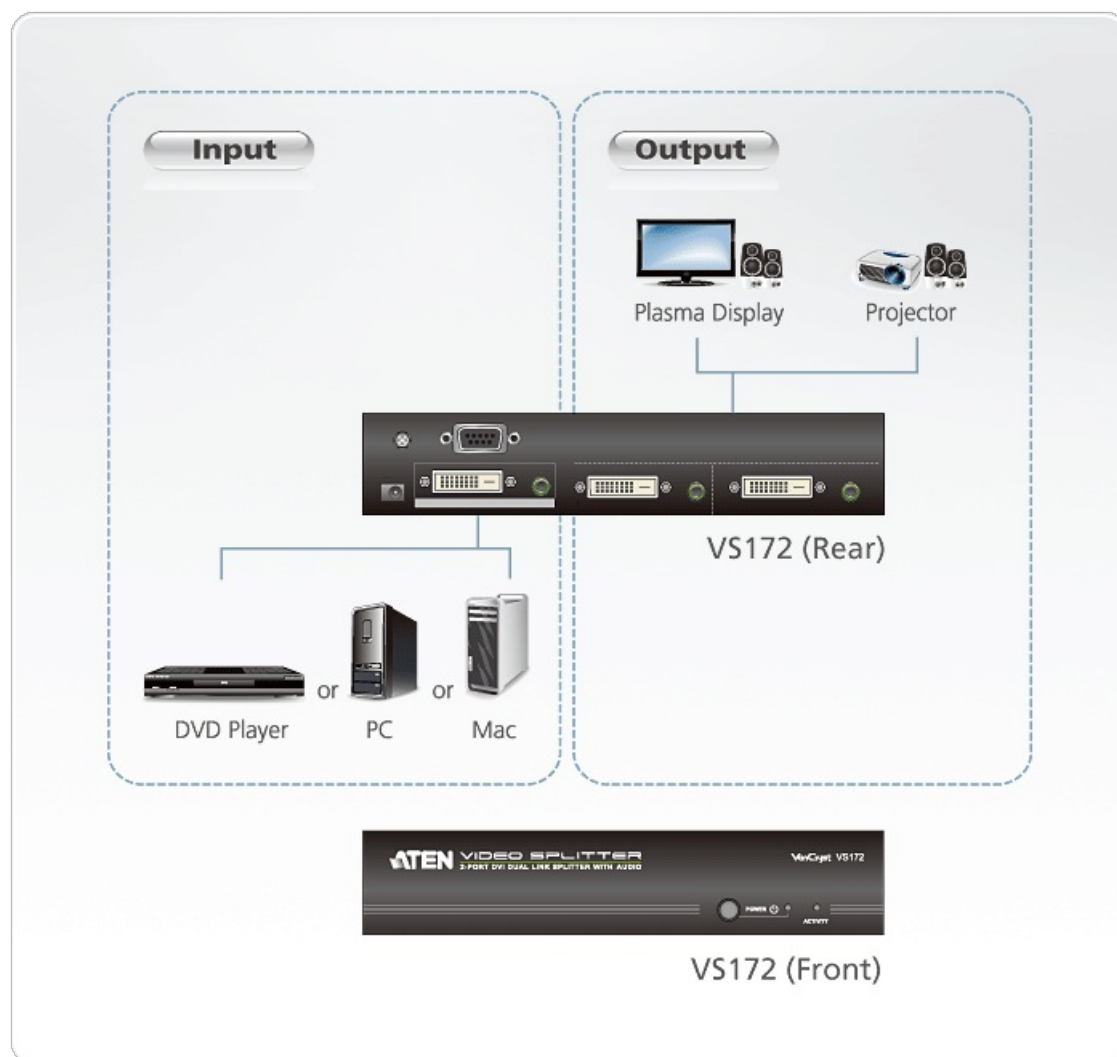 Input
Output
Plasma Display
Projector
VS172 (Rear)
or
or
DVD Player
PC
Mac
ATEN VIDEO SPLITTER
2-PORT DVI DUAL LINK SPLITTER WITH AUDIO
VanCryst VS172
POWER
ACTIVITY
VS172 (Front)